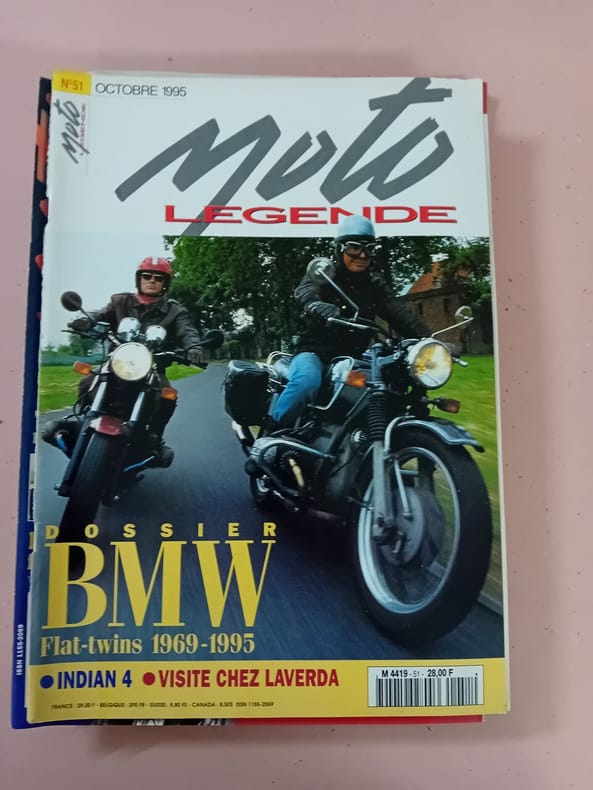 N°51
OCTOBRE 1995
Moto
LEGENDE
Moto
LEGENDE
DOSSIER
BMW
Flat-twins 1969-1995
● INDIAN 4 ● VISITE CHEZ LAVERDA
M 4419 - 51 - 28,00 F
ISSN 1155-2069